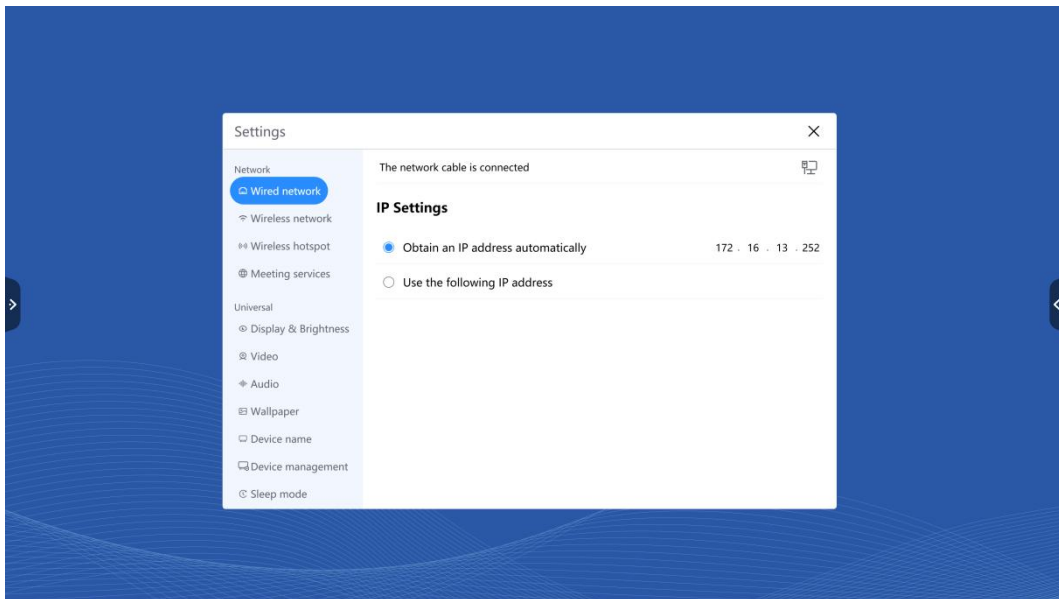 Settings
Network
Wired network
Wireless network
Wireless hotspot
Meeting services
Universal
Display & Brightness
Video
Audio
Wallpaper
Device name
Device management
Sleep mode
The network cable is connected
IP Settings
Obtain an IP address automatically 172 . 16 . 13 . 252
Use the following IP address